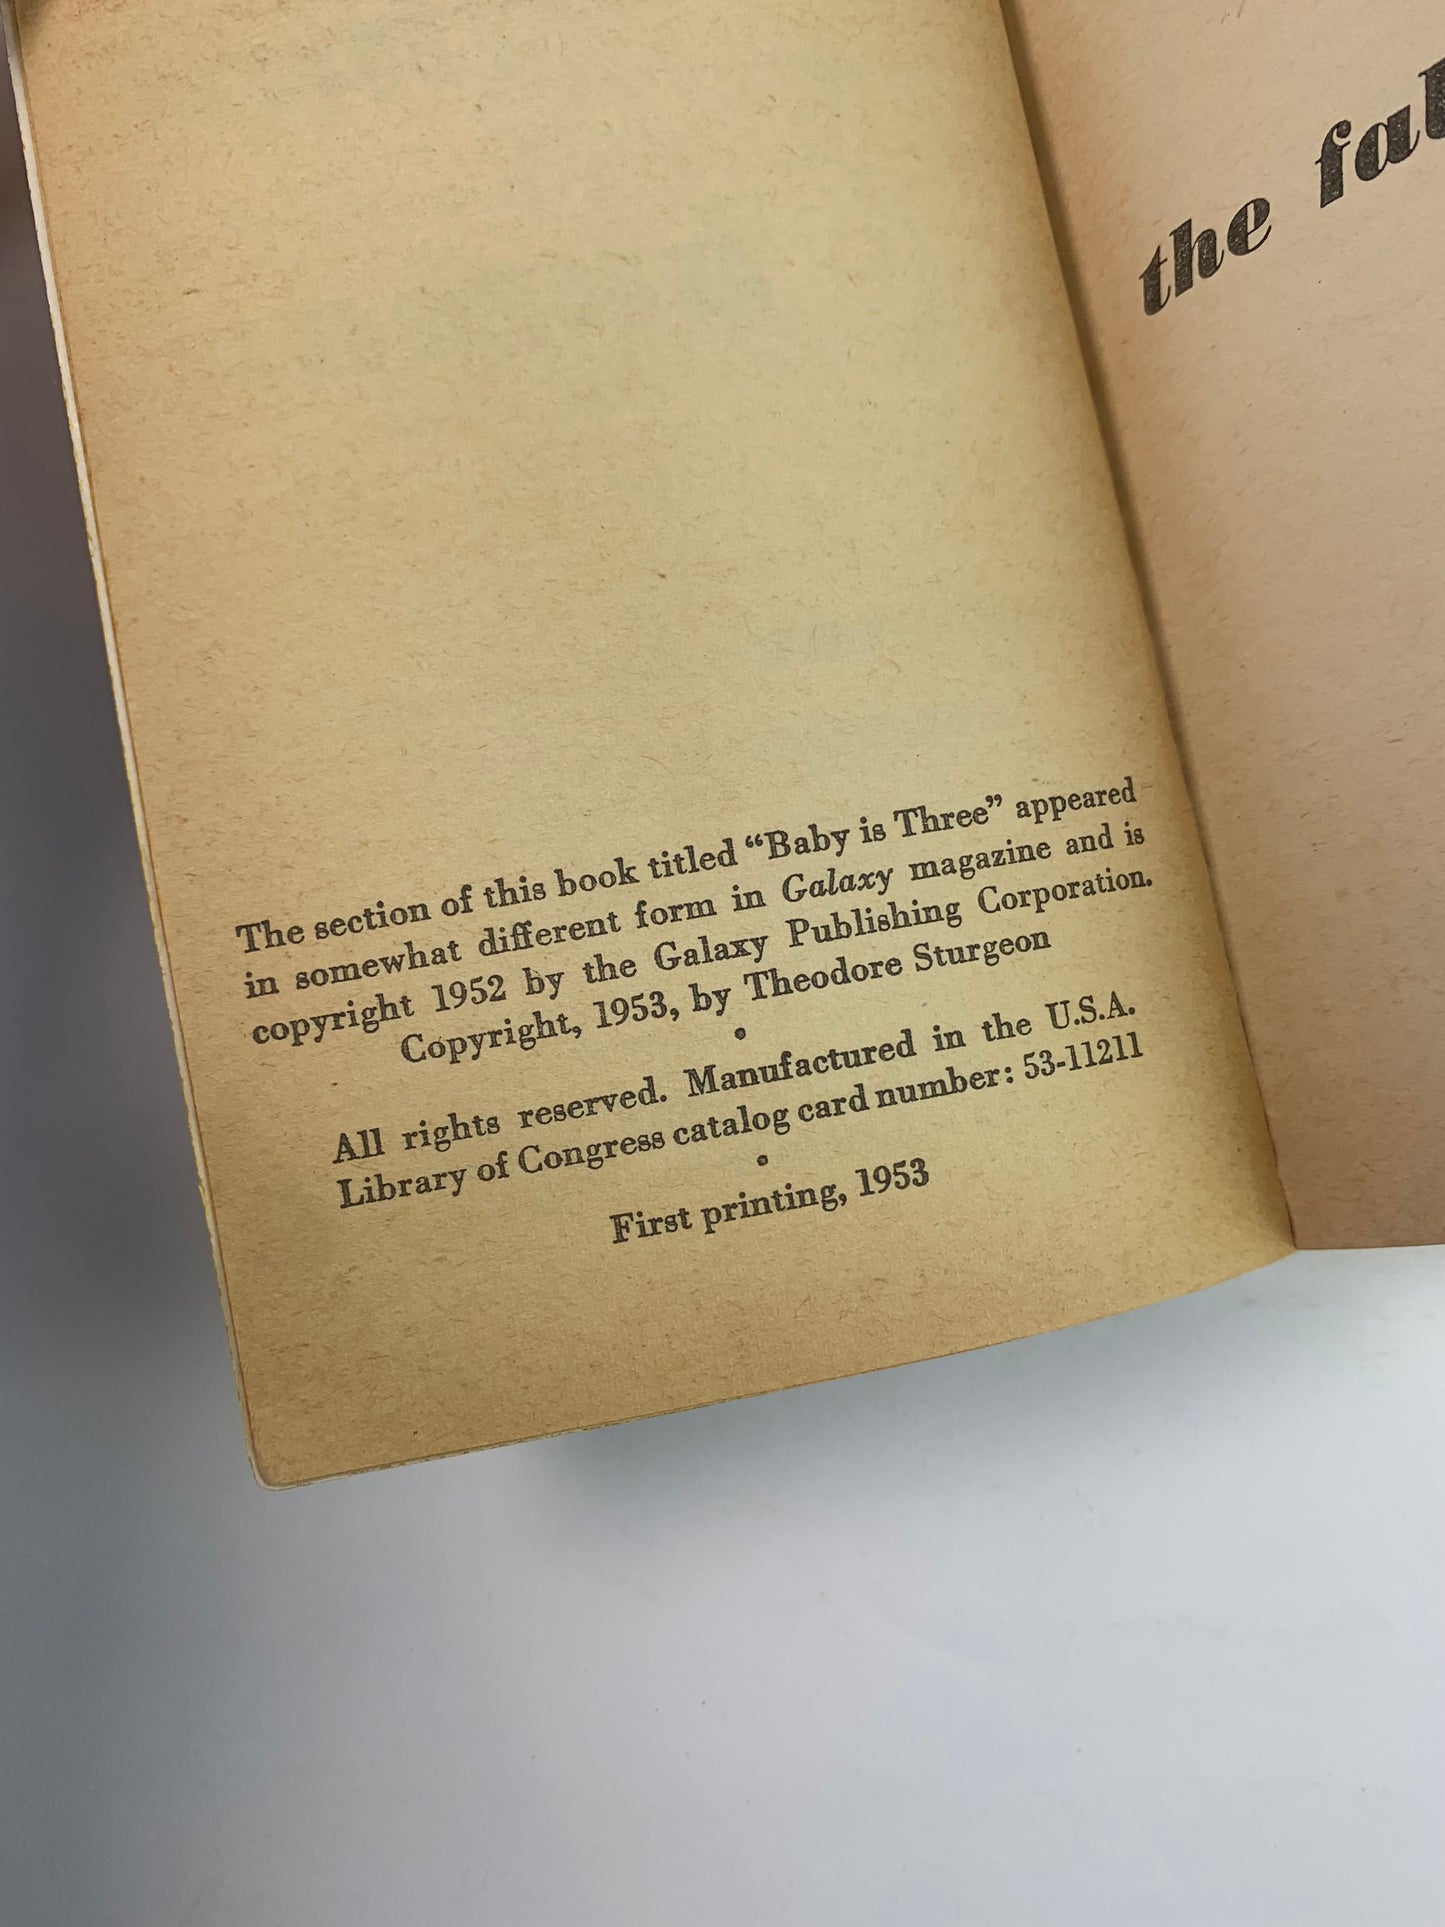 The section of this book titled “Baby is Three” appeared
in somewhat different form in Galaxy magazine and is
copyright 1952 by the Galaxy Publishing Corporation.
Copyright, 1953, by Theodore Sturgeon
•
All rights reserved. Manufactured in the U.S.A.
Library of Congress catalog card number: 53-11211
•
First printing, 1953
the